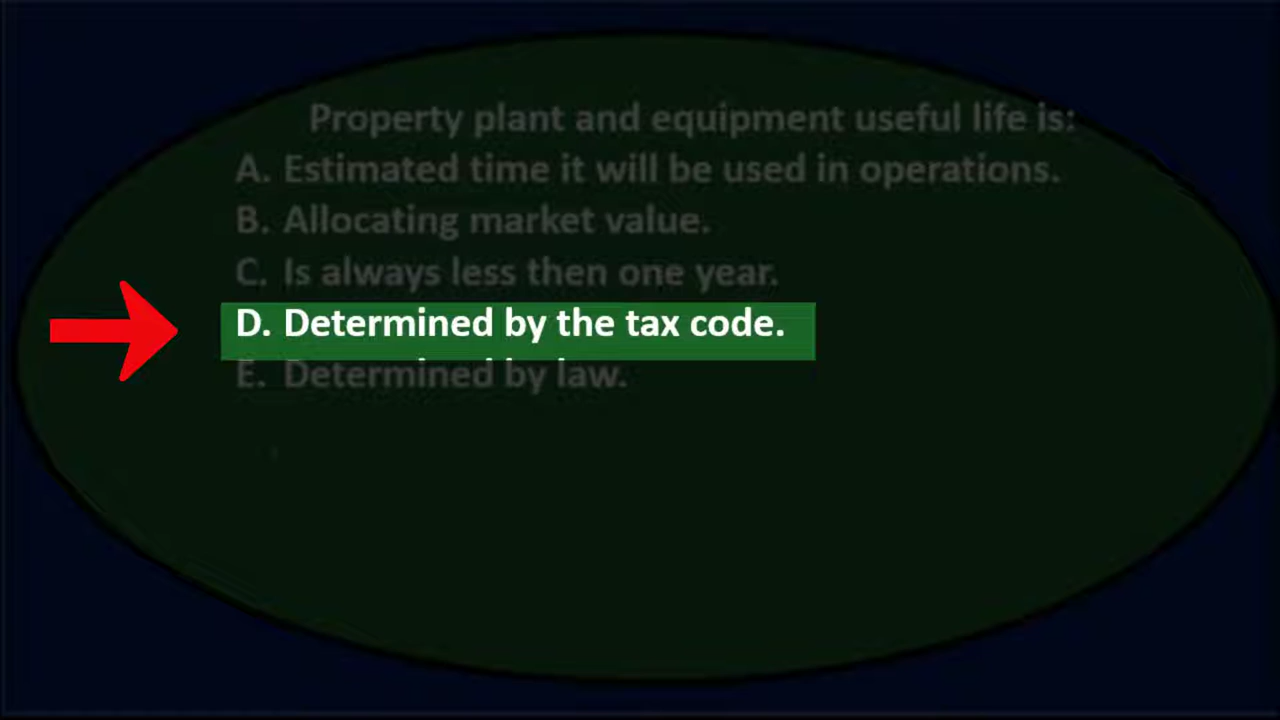 Property plant and equipment useful life is:
A. Estimated time it will be used in operations.
B. Allocating market value.
C. Is always less then one year.
D. Determined by the tax code.
E. Determined by law.